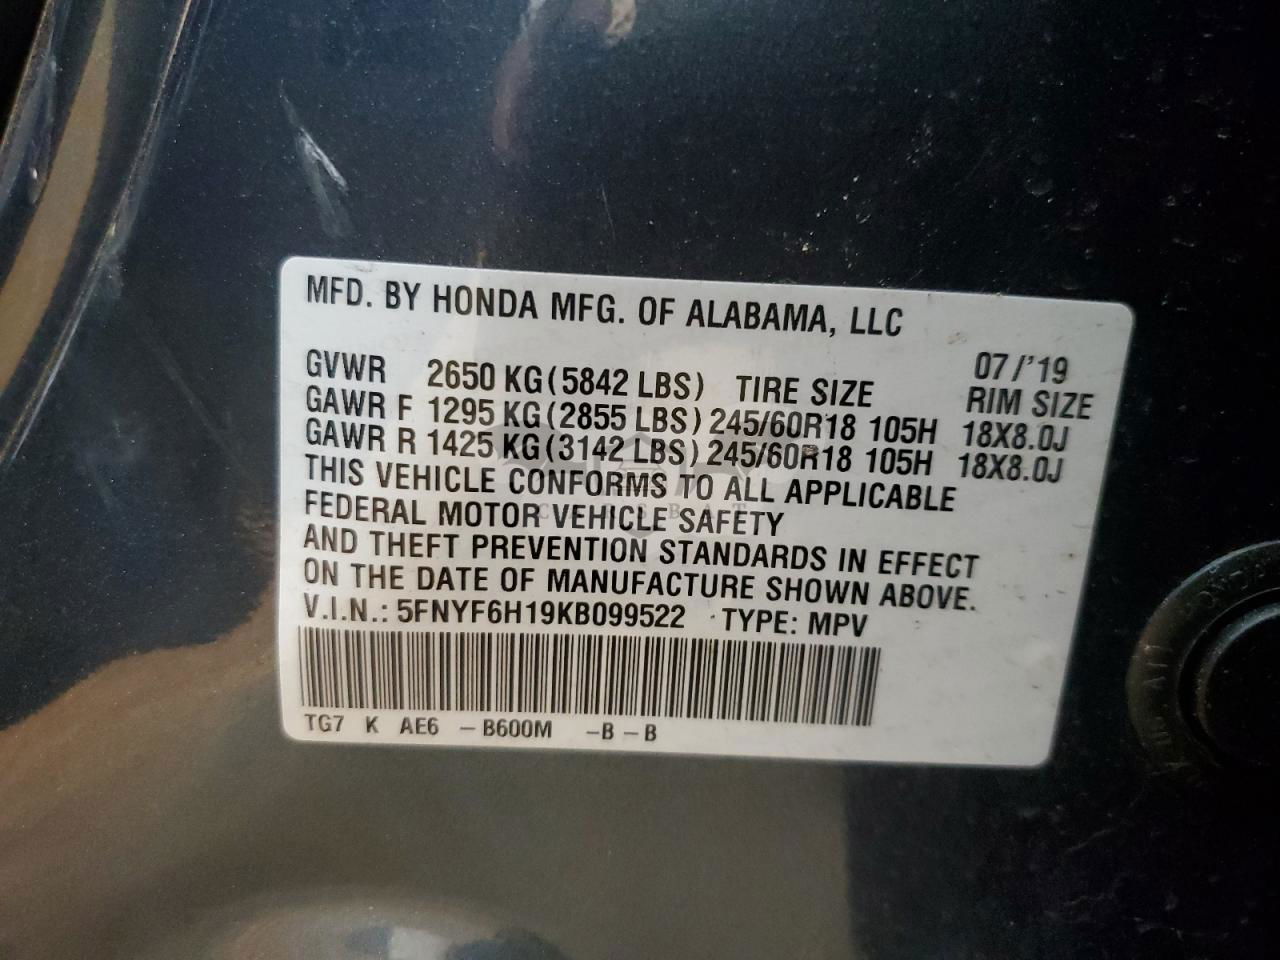 MFD. BY HONDA MFG. OF ALABAMA, LLC
07/'19
GVWR 2650 KG(5842 LBS) TIRE SIZE RIM SIZE
GAWR F 1295 KG(2855 LBS) 245/60R18 105H 18X8.0J
GAWR R 1425 KG(3142 LBS) 245/60R18 105H 18X8.0J
THIS VEHICLE CONFORMS TO ALL APPLICABLE
FEDERAL MOTOR VEHICLE SAFETY
AND THEFT PREVENTION STANDARDS IN EFFECT
ON THE DATE OF MANUFACTURE SHOWN ABOVE.
V.I.N.: 5FNYF6H19KB099522 TYPE: MPV
TG7 K AE6 - B600M -B - B